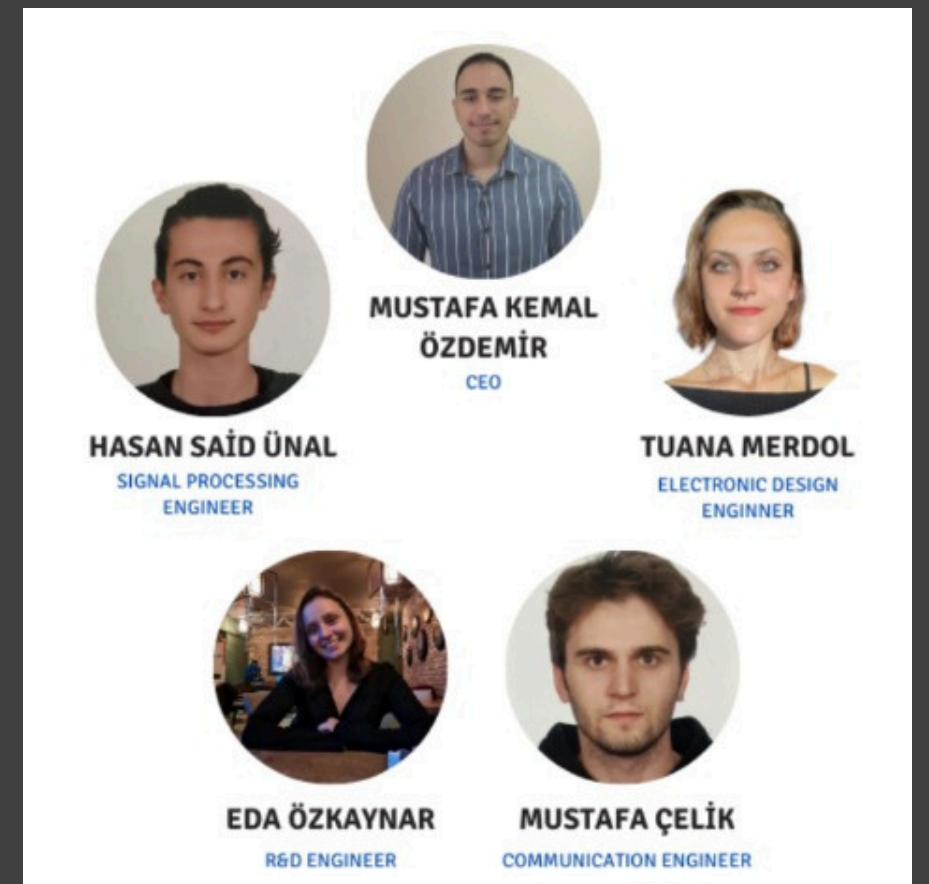 MUSTAFA KEMAL
ÖZDEMİR
CEO
HASAN SAİD ÜNAL
SIGNAL PROCESSING
ENGINEER
TUANA MERDOL
ELECTRONIC DESIGN
ENGINNER
EDA ÖZKAYNAR
R&D ENGINEER
MUSTAFA ÇELİK
COMMUNICATION ENGINEER